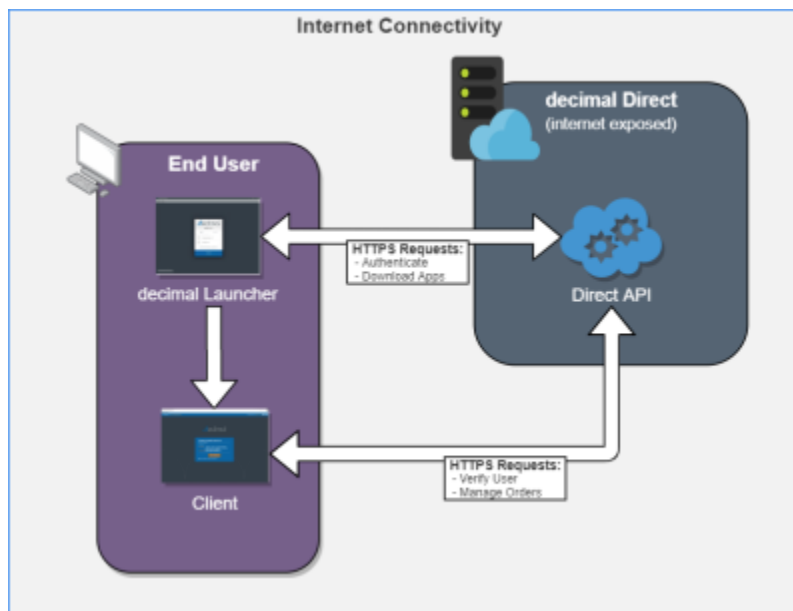 Internet Connectivity
decimal Direct
(internet exposed)
End User
HTTPS Requests:
- Authenticate
- Download Apps
decimal Launcher
Direct API
HTTPS Requests:
- Verify User
- Manage Orders
Client